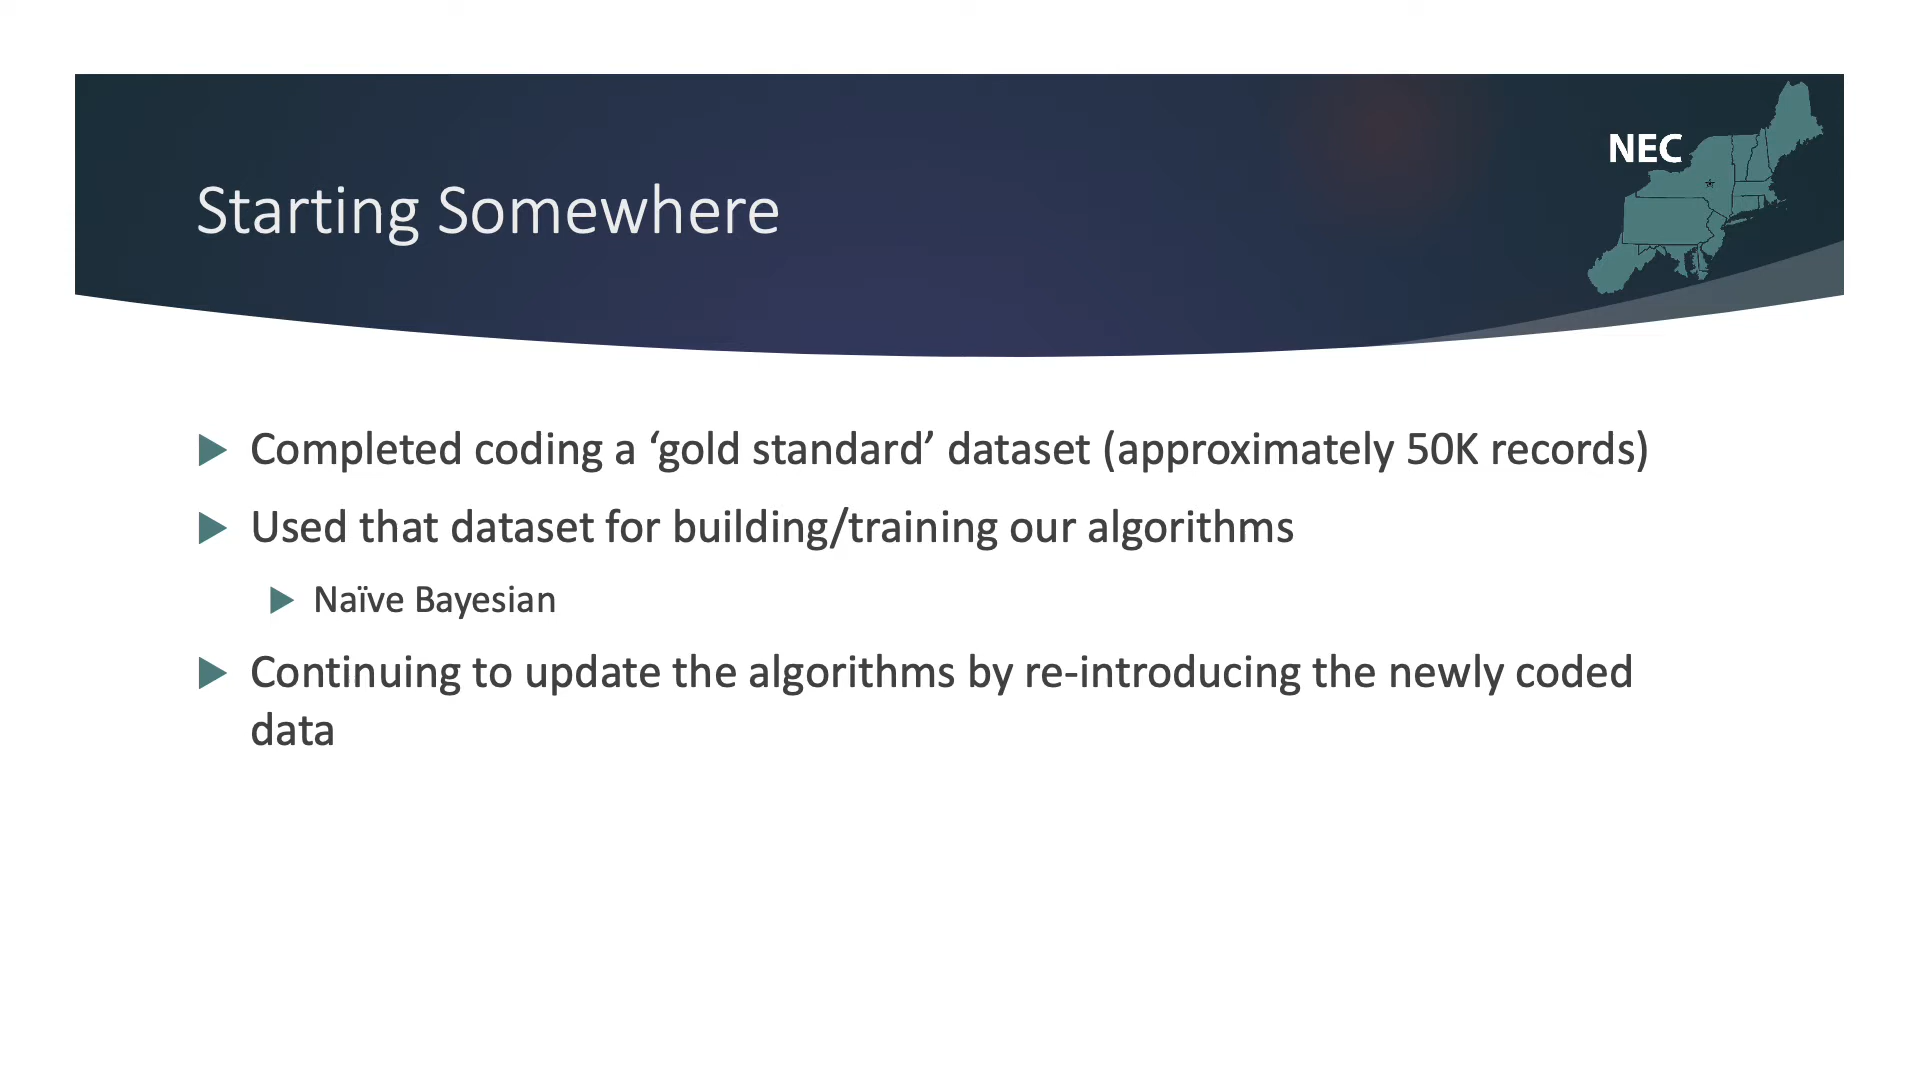 NEC
Starting Somewhere
Completed coding a ‘gold standard’ dataset (approximately 50K records)
Used that dataset for building/training our algorithms
Naïve Bayesian
Continuing to update the algorithms by re-introducing the newly coded
data